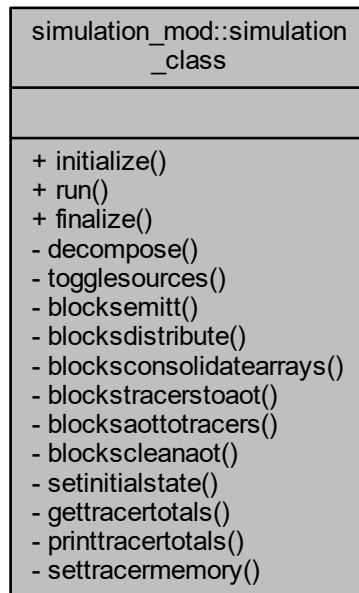 simulation_mod::simulation
_class
+ initialize()
+ run()
+ finalize()
- decompose()
- togglesources()
- blocksemitt()
- blocksdistribute()
- blocksconsolidatearrays()
- blockstracerstoaot()
- blocksaottotracers()
- blockscleanaot()
- setinitialstate()
- gettracertotals()
- printtracertotals()
- settracermemory()